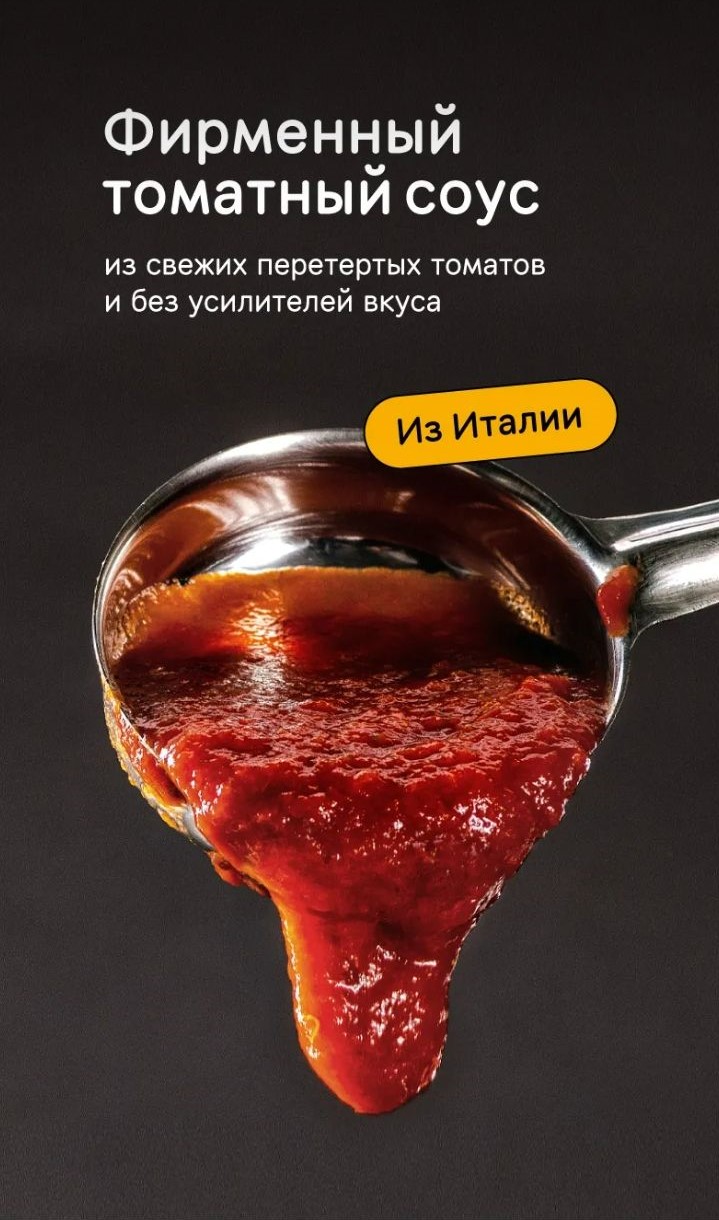 Фирменный
томатный соус
из свежих перетертых томатов
и без усилителей вкуса
Из Италии